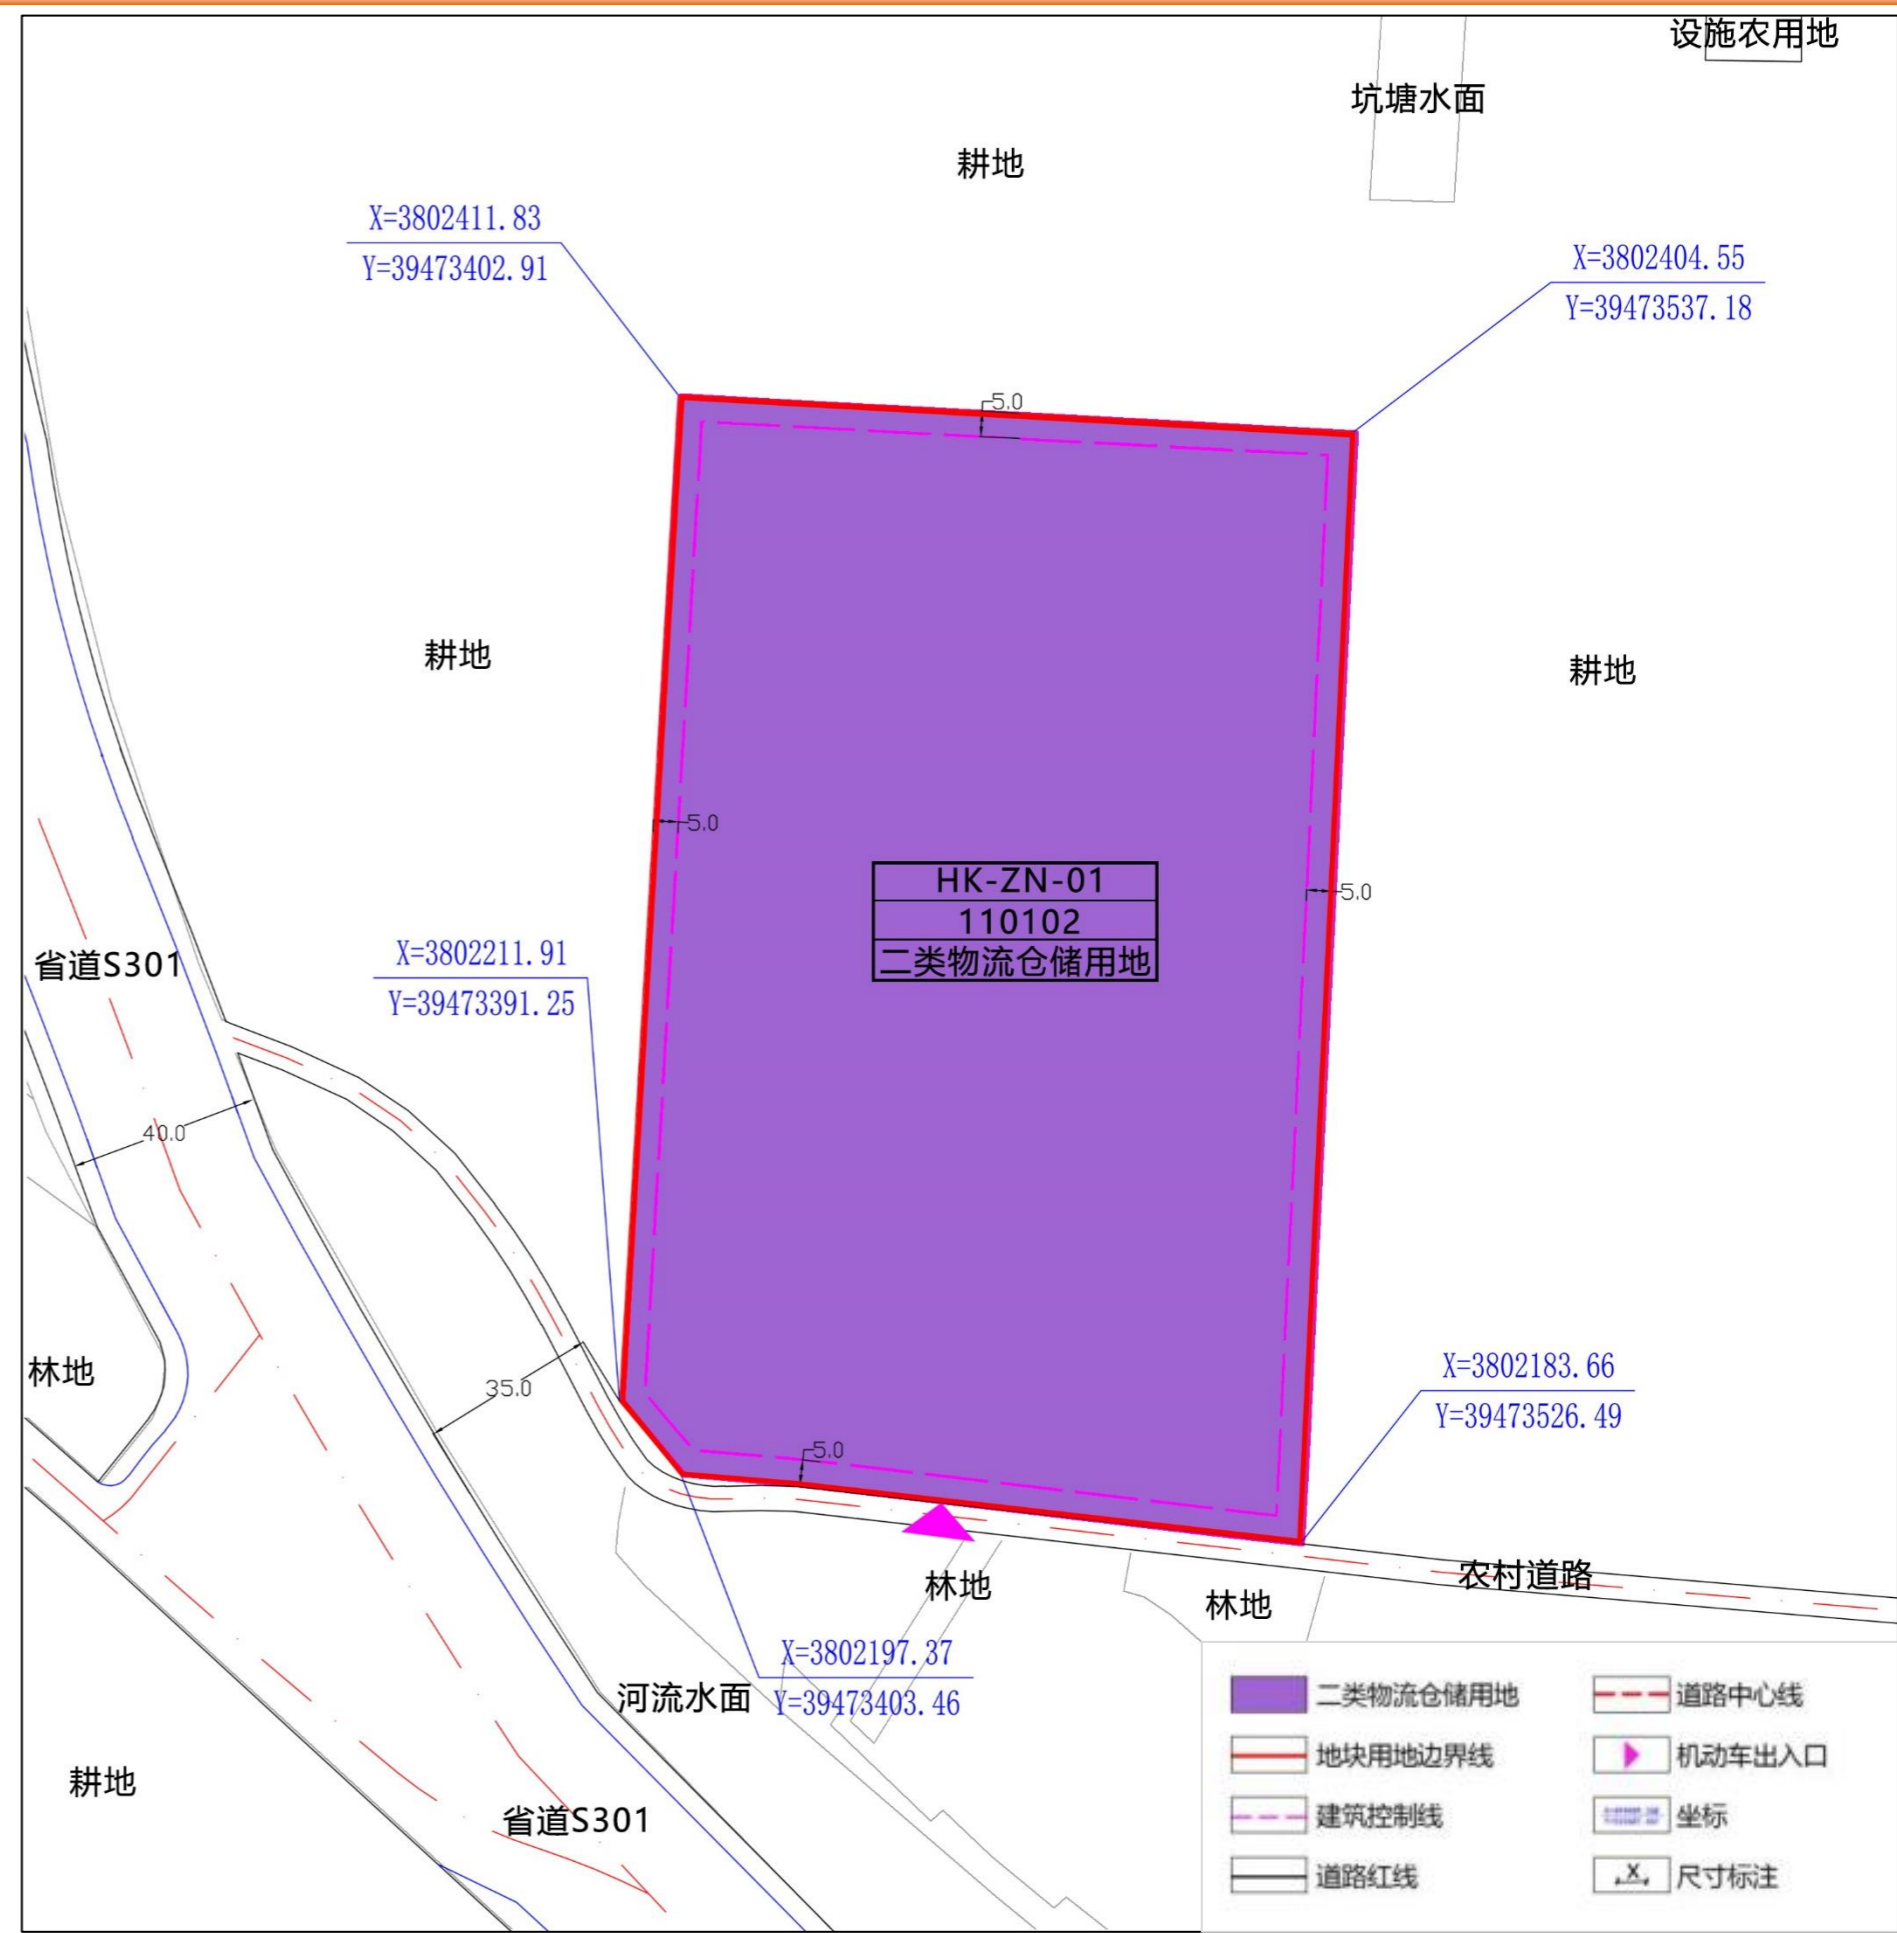 设施农用地
坑塘水面
耕地
X=3802411.83
Y=39473402.91
X=3802404.55
Y=39473537.18
5.0
耕地
耕地
5.0
HK-ZN-01
110102
二类物流仓储用地
5.0
省道S301
X=3802211.91
Y=39473391.25
40.0
林地
35.0
X=3802183.66
Y=39473526.49
5.0
农村道路
林地
林地
X=3802197.37
Y=39473403.46
河流水面
耕地
省道S301
二类物流仓储用地
道路中心线
地块用地边界线
机动车出入口
建筑控制线
坐标
道路红线
X
尺寸标注